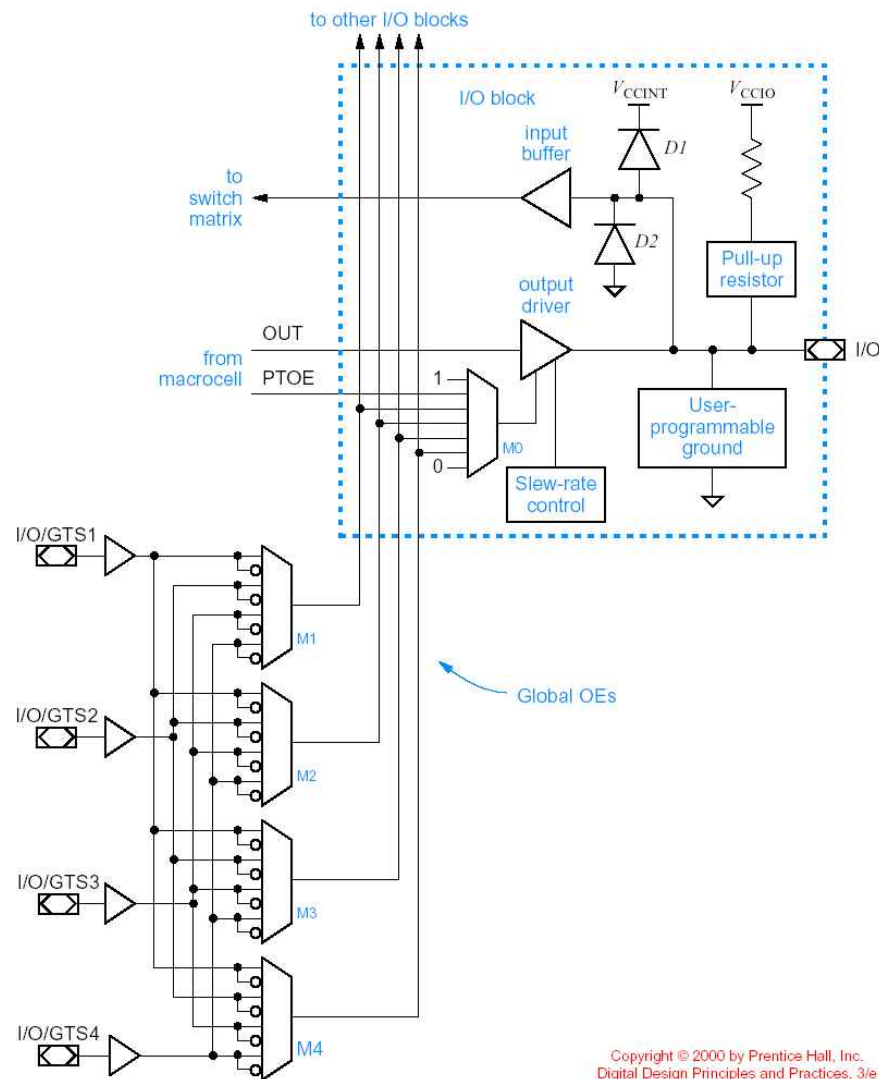 to other I/O blocks
I/O block
VCCINT
VCCIO
input
buffer
D1
to
switch
matrix
D2
Pull-up
resistor
output
driver
OUT
I/O
from
macrocell
PTOE
1
User-
programmable
ground
M0
0
Slew-rate
control
I/O/GTS1
M1
Global OEs
I/O/GTS2
M2
I/O/GTS3
M3
I/O/GTS4
M4
Copyright © 2000 by Prentice Hall, Inc.
Digital Design Principles and Practices, 3/e